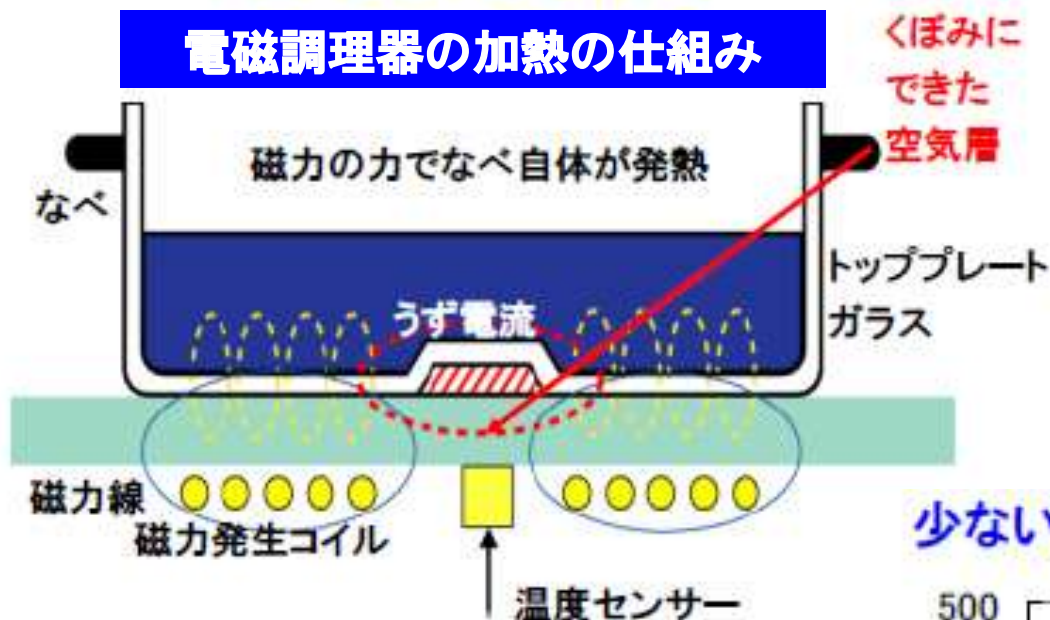 電磁調理器の加熱の仕組み
くぼみに
できた
空気層
磁力の力でなべ自体が発熱
なべ
トッププレート
ガラス
うず電流
磁力線
磁力発生コイル
温度センサー
少ない
500